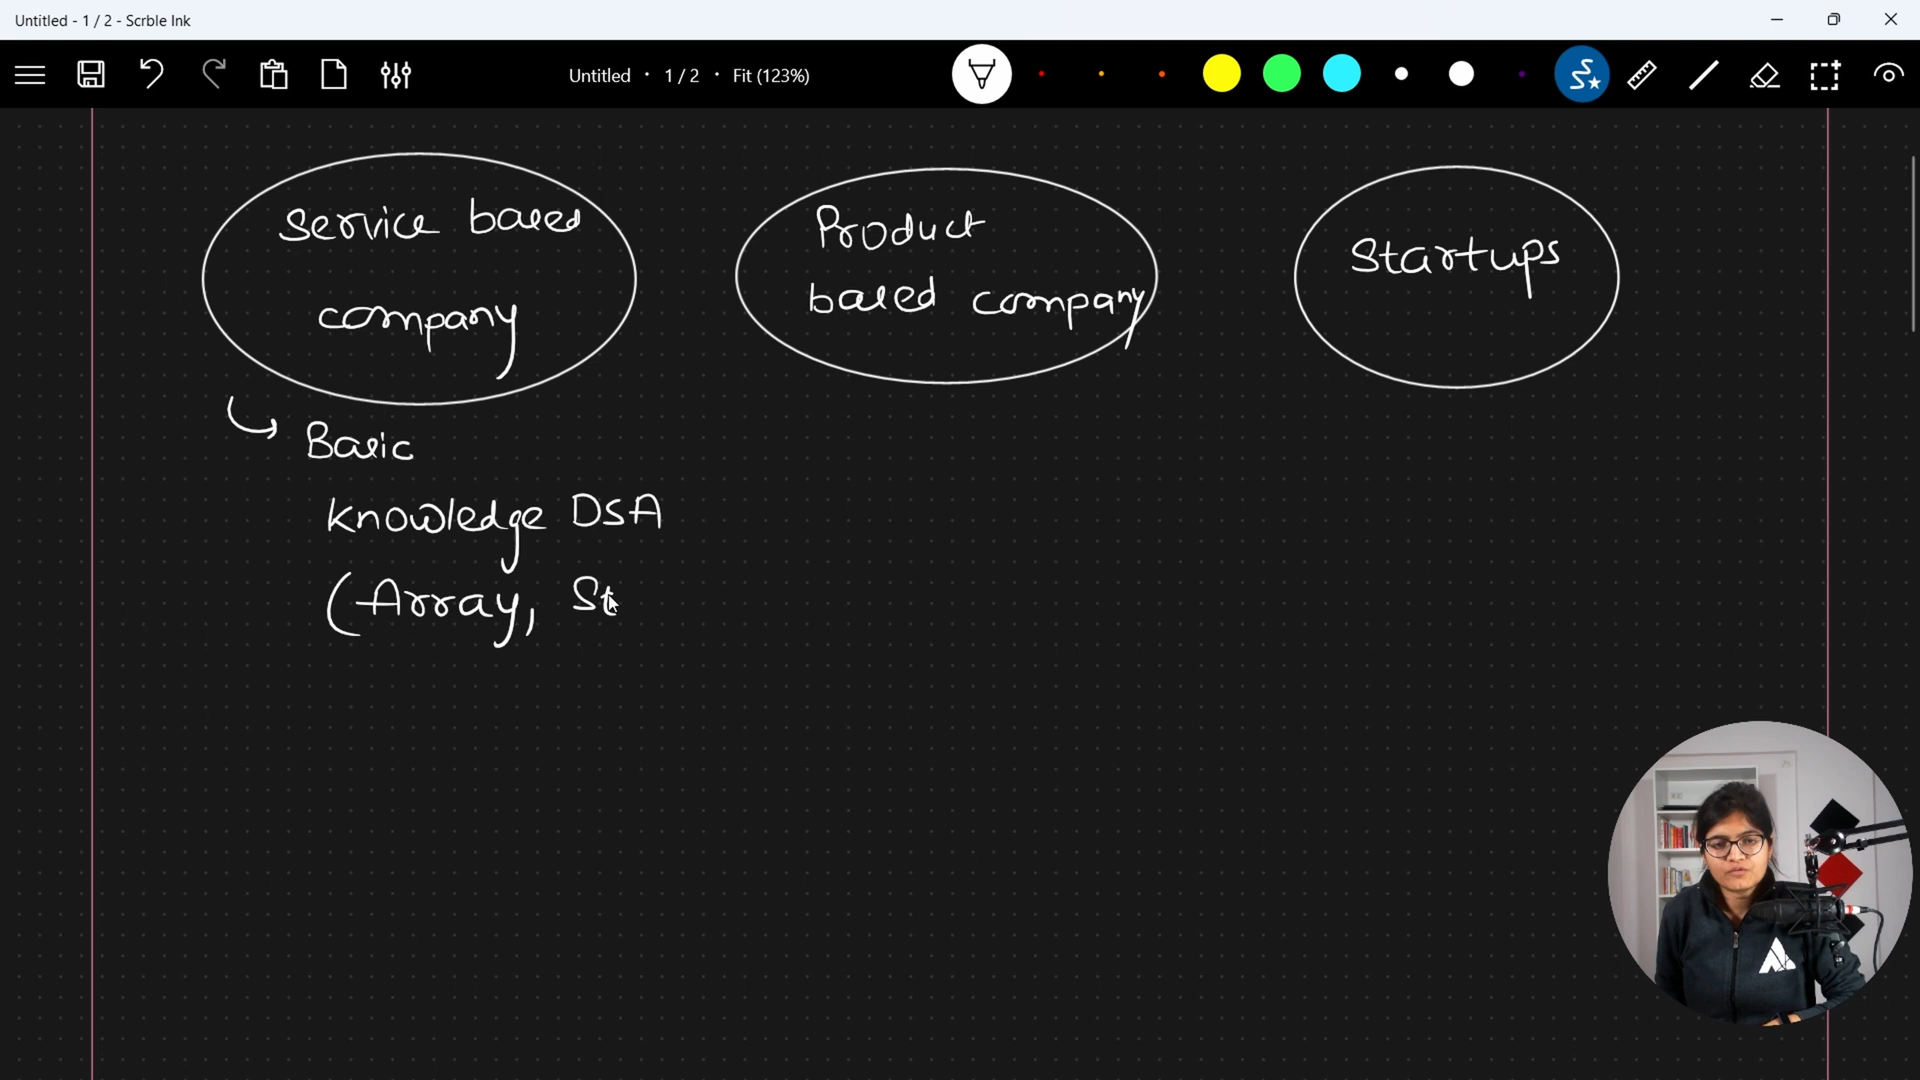 Untitled - 1 / 2 - Scrble Ink
Untitled • 1 / 2 • Fit (123%)
Service based
company
Product
based company
Startups
Basic
knowledge DSA
(Array, St